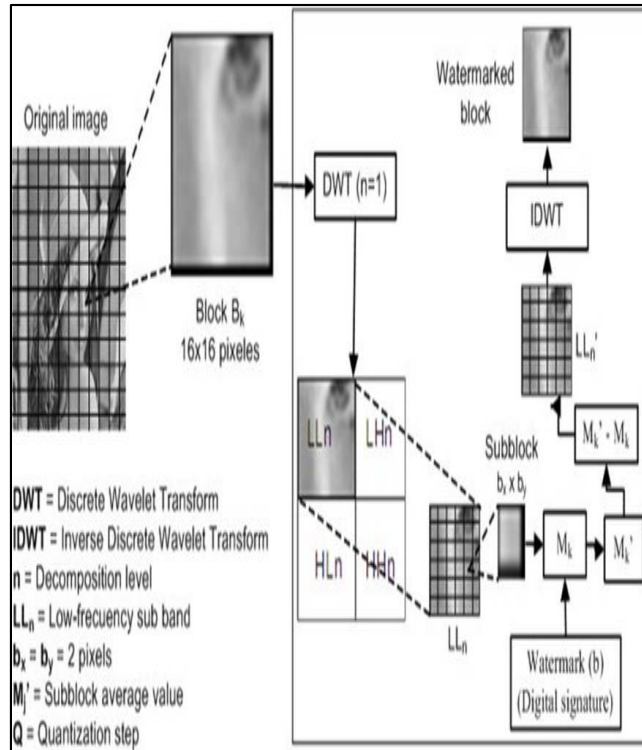 Original image
Block Bk
16x16 pixeles
DWT (n=1)
Watermarked
block
IDWT
LLn'
Mk' - Mk
Mk'
Mk
Subblock
bx x by
LLn
LHn
HLn
HHn
LLn
Watermark (b)
(Digital signature)
DWT = Discrete Wavelet Transform
IDWT = Inverse Discrete Wavelet Transform
n = Decomposition level
LLn = Low-frecuency sub band
bx = by = 2 pixels
Mj' = Subblock average value
Q = Quantization step